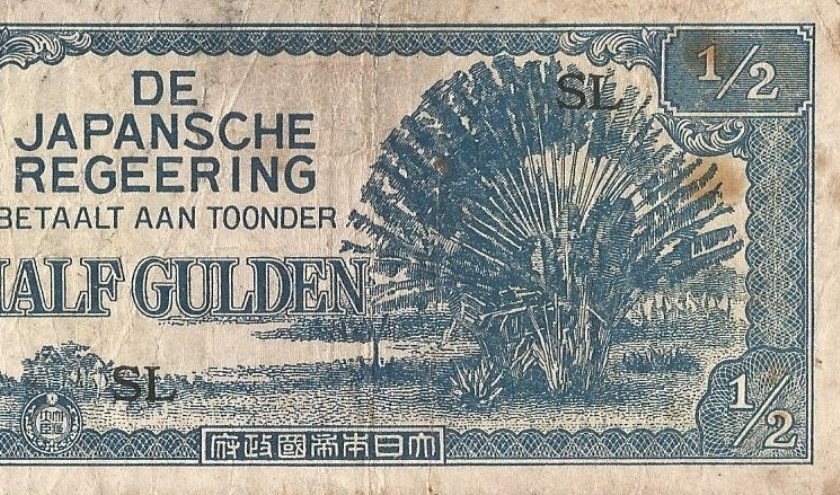 1/2
DE
SL
JAPANSCHE
REGEERING
BETAALT AAN TOONDER
HALF GULDEN
SL
1/2
府政國帝本日大